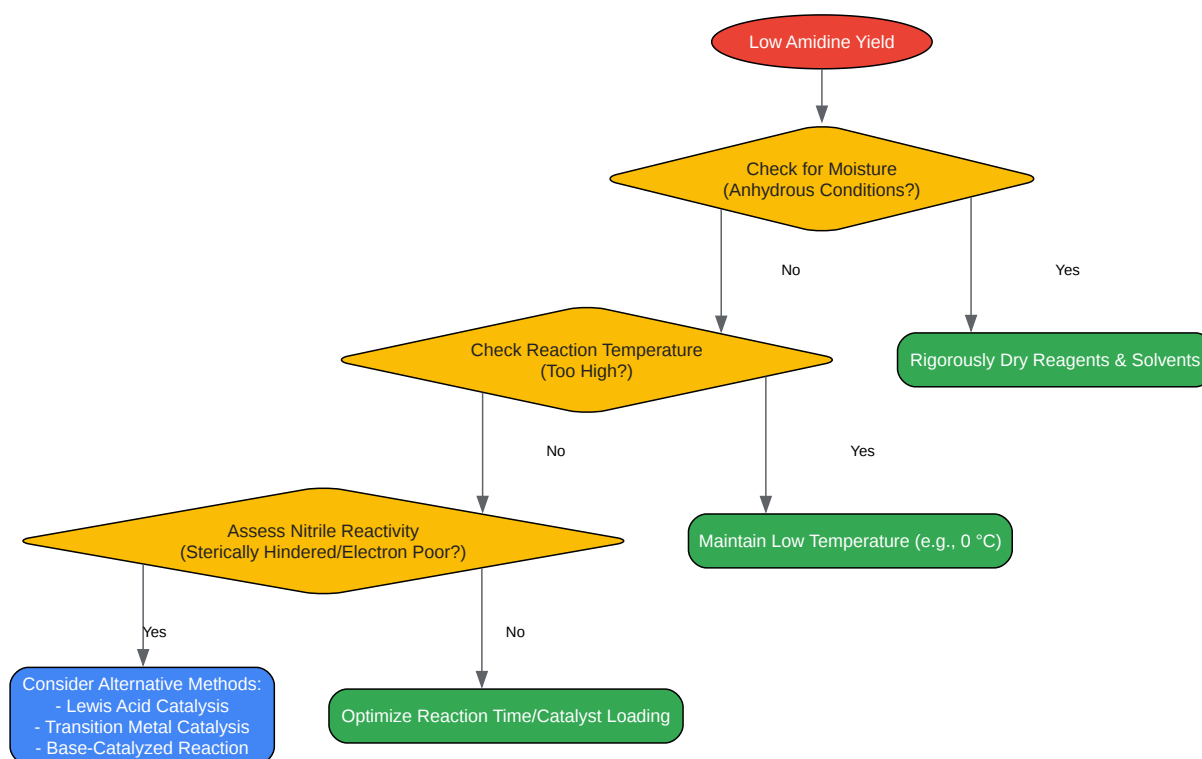 Low Amidine Yield
Check for Moisture
(Anhydrous Conditions?)
No
Yes
Check Reaction Temperature
(Too High?)
Rigorously Dry Reagents & Solvents
No
Yes
Assess Nitrile Reactivity
(Sterically Hindered/Electron Poor?)
Maintain Low Temperature (e.g., 0 °C)
Yes
No
Consider Alternative Methods:
- Lewis Acid Catalysis
- Transition Metal Catalysis
- Base-Catalyzed Reaction
Optimize Reaction Time/Catalyst Loading